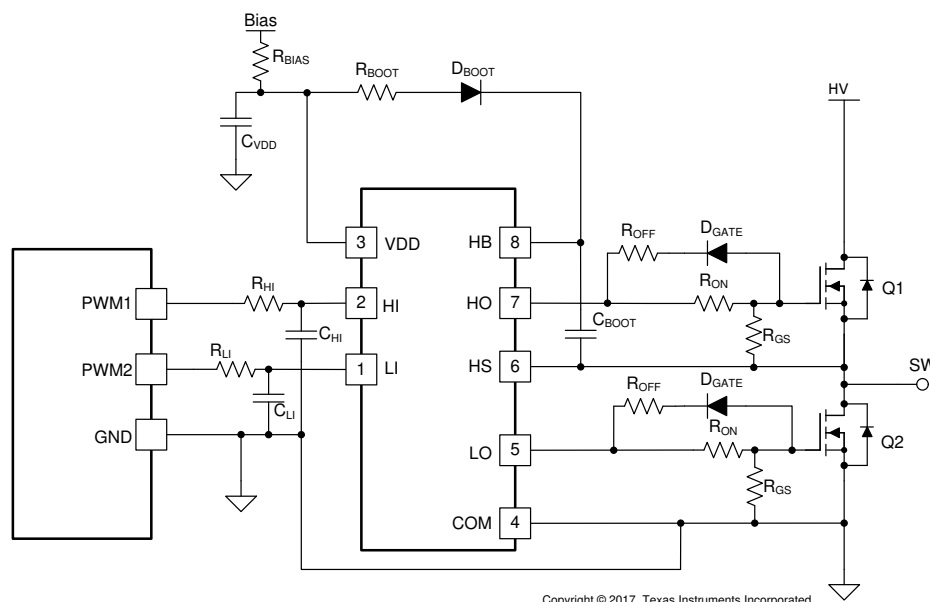 Bias
RBIAS
RBOOT
DBOOT
HV
CVDD
ROFF
DGATE
3
VDD
HB
8
PWM1
RHI
2
HI
HO
7
RON
Q1
CHI
CBOOT
RGS
PWM2
RLI
1
LI
HS
6
SW
CLI
ROFF
DGATE
GND
LO
5
RON
Q2
RGS
COM
4
Copyright © 2017, Texas Instruments Incorporated